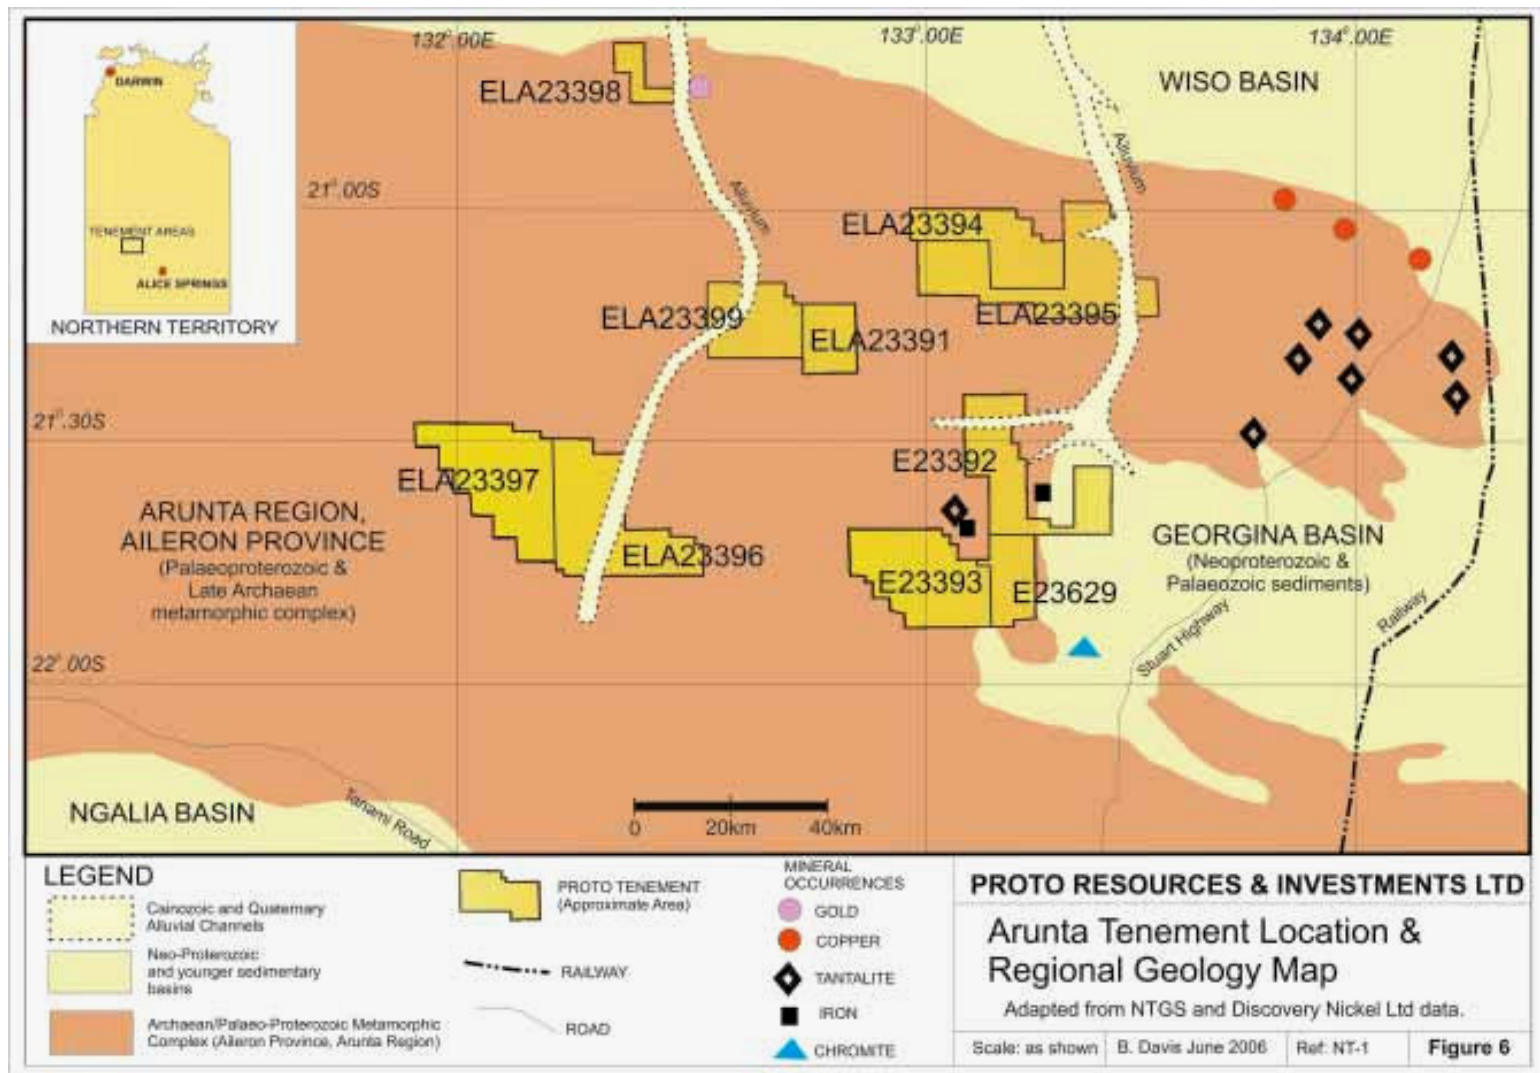 132°.00E
133°.00E
134°.00E
DARWIN
TENEMENT AREAS
ALICE SPRINGS
NORTHERN TERRITORY
ELA23398
WISO BASIN
Alluvium
Alluvium
21°.00S
ELA23394
ELA23399
ELA23391
ELA23395
21°.30S
ELA23397
E23392
ARUNTA REGION,
AILERON PROVINCE
(Palaeoproterozoic &
Late Archaean
metamorphic complex)
ELA23396
E23393
E23629
GEORGINA BASIN
(Neoproterozoic &
Palaeozoic sediments)
Stuart Highway
Railway
22°.00S
NGALIA BASIN
Tanami Road
0 20km 40km
LEGEND
Cainozoic and Quaternary
Alluvial Channels
Neo-Proterozoic
and younger sedimentary
basins
Archaean/Palaeo-Proterozoic Metamorphic
Complex (Aileron Province, Arunta Region)
PROTO TENEMENT
(Approximate Area)
RAILWAY
ROAD
MINERAL
OCCURRENCES
GOLD
COPPER
TANTALITE
IRON
CHROMITE
PROTO RESOURCES & INVESTMENTS LTD
Arunta Tenement Location &
Regional Geology Map
Adapted from NTGS and Discovery Nickel Ltd data.
Scale: as shown B. Davis June 2006 Ref: NT-1 Figure 6